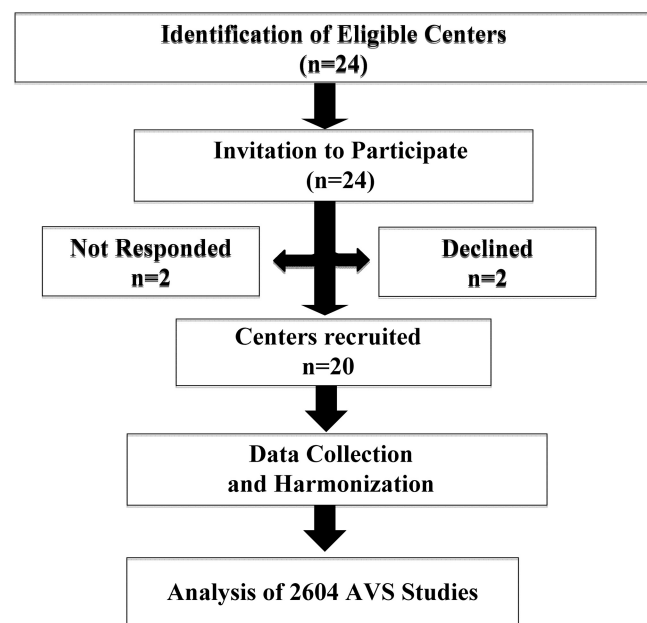 Identification of Eligible Centers
(n=24)
Invitation to Participate
(n=24)
Not Responded
n=2
Declined
n=2
Centers recruited
n=20
Data Collection
and Harmonization
Analysis of 2604 AVS Studies